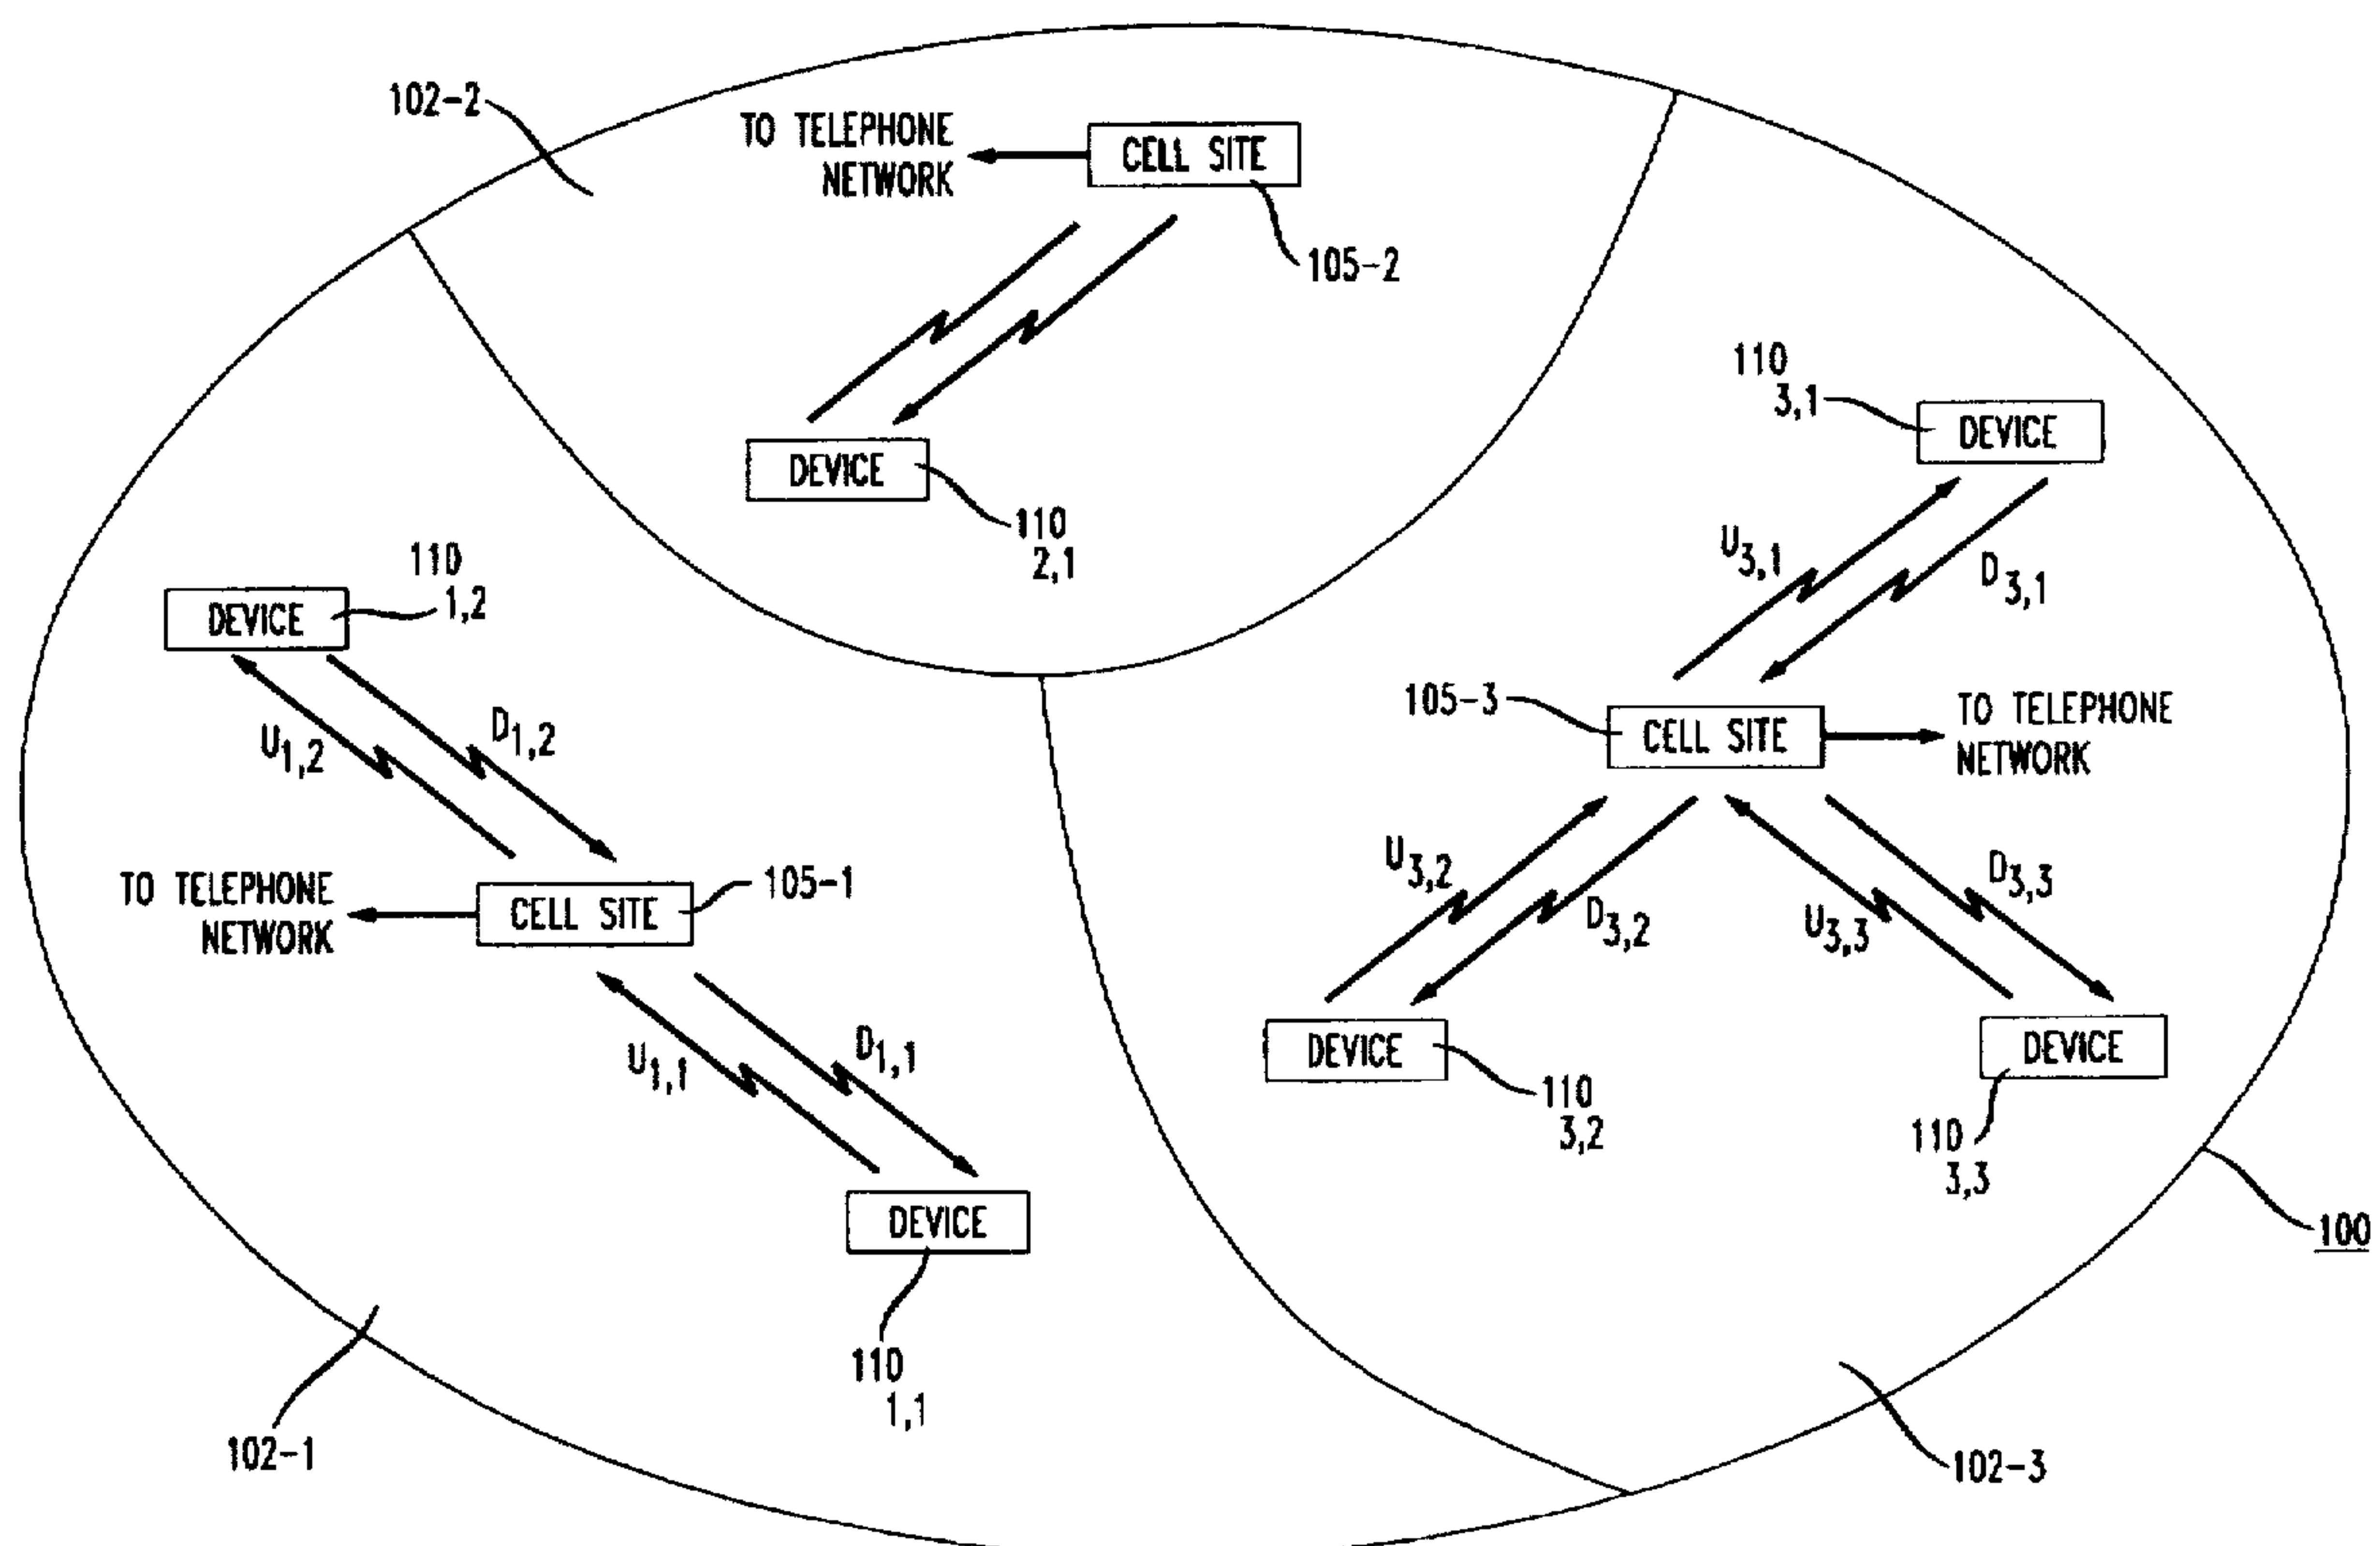 102-2
TO TELEPHONE
NETWORK
CELL SITE
105-2
DEVICE
110
2,1
110
3,1
DEVICE
U3,1
D3,1
110
1,2
DEVICE
U1,2
D1,2
105-3
CELL SITE
TO TELEPHONE
NETWORK
TO TELEPHONE
NETWORK
CELL SITE
105-1
U3,2
D3,2
U3,3
D3,3
U1,1
D1,1
DEVICE
110
3,2
DEVICE
110
3,3
DEVICE
110
1,1
100
102-1
102-3